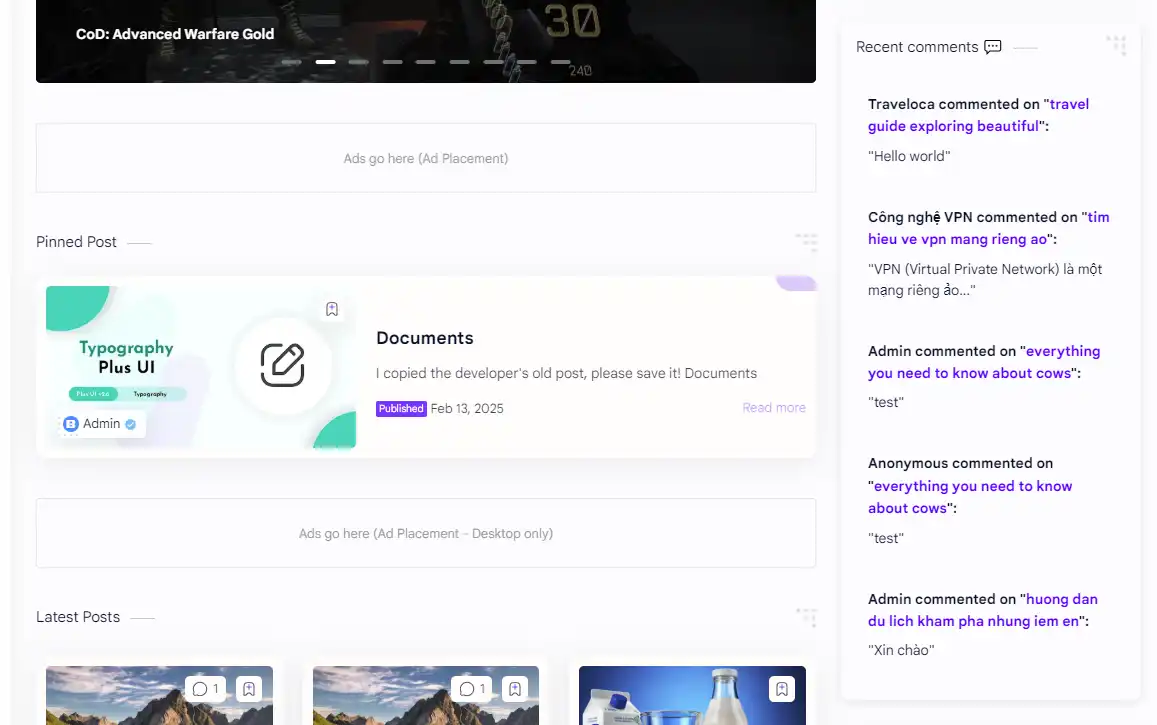 30
CoD: Advanced Warfare Gold
240
Ads go here (Ad Placement)
Pinned Post
Typography
Plus UI
Plus UI v3.0
Typography
Admin
Documents
I copied the developer's old post, please save it! Documents
Published Feb 13, 2025
Read more
Ads go here (Ad Placement - Desktop only)
Latest Posts
1
1
Recent comments
Traveloca commented on "travel
guide exploring beautiful":
"Hello world"
Công nghệ VPN commented on "tim
hieu ve vpn mang rieng ao":
"VPN (Virtual Private Network) là một
mạng riêng ảo..."
Admin commented on "everything
you need to know about cows":
"test"
Anonymous commented on
"everything you need to know
about cows":
"test"
Admin commented on "huong dan
du lich kham pha nhung iem en":
"Xin chào"